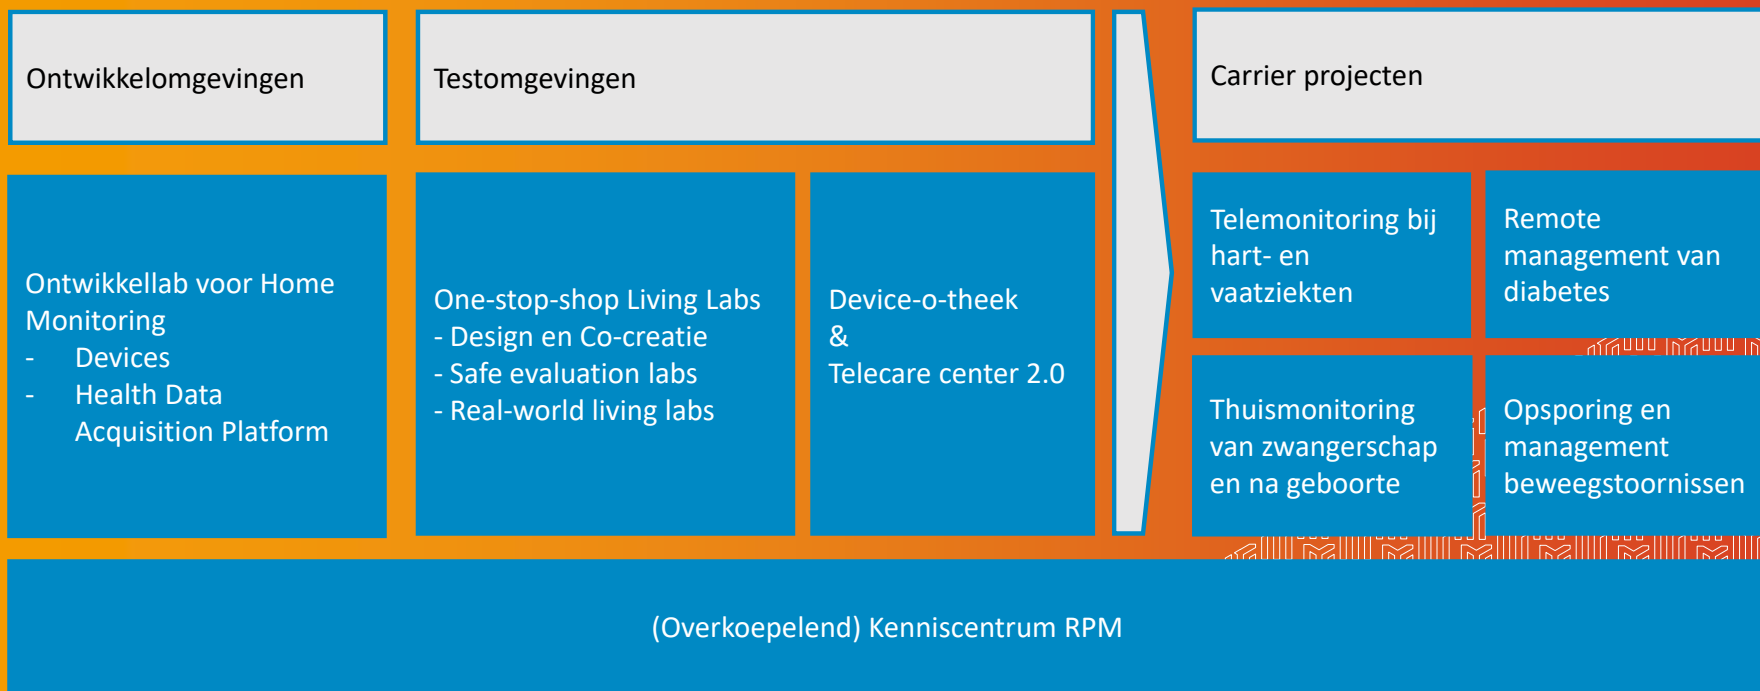 Ontwikkelomgevingen
Testomgevingen
Carrier projecten
Ontwikkellab voor Home
Monitoring
- Devices
- Health Data
Acquisition Platform
One-stop-shop Living Labs
- Design en Co-creatie
- Safe evaluation labs
- Real-world living labs
Device-o-theek
&
Telecare center 2.0
Telemonitoring bij
hart- en
vaatziekten
Remote
management van
diabetes
Thuismonitoring
van zwangerschap
en na geboorte
Opsporing en
management
beweegstoornissen
(Overkoepelend) Kenniscentrum RPM